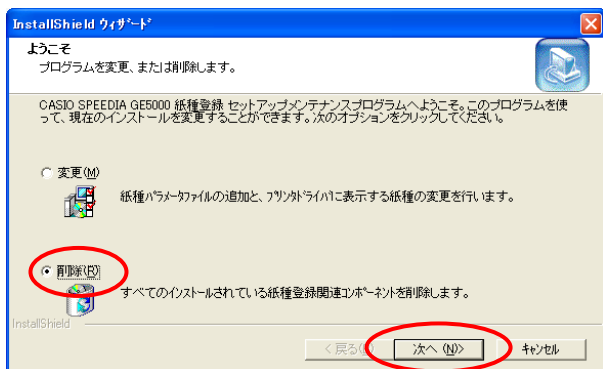 InstallShield ウィザード
ようこそ
プログラムを変更、または削除します。
CASIO SPEEDIA GE5000 紙種登録 セットアップメンテナンスプログラムへようこそ。このプログラムを使
って、現在のインストールを変更することができます。次のオプションをクリックしてください。
変更(M)
紙種パラメータファイルの追加と、プリンタドライバに表示する紙種の変更を行います。
削除(R)
すべてのインストールされている紙種登録関連コンポーネントを削除します。
InstallShield
< 戻る(
次へ (N)>
キャンセル